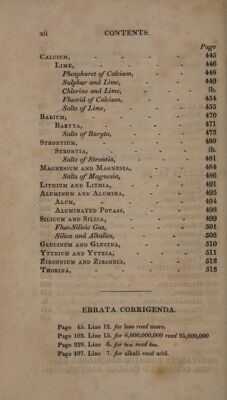 xii CONTENTS.
Page
CALCIUM, - - - - 445
LIME, - - - - 446
Phosphuret of Calcium, - - 448
Sulphur and Lime, - - 449
Chlorine and Lime, - - ib.
Fluorid of Calcium, - - 454
Salts of Lime, - - - 455
BARIUM, - - - - 470
BARYTA, - - - - 471
Salts of Baryta, - - - 473
STRONTIUM, - - - - 480
STRONTIA, - - - - ib.
Salts of Strontia, - - - 481
MAGNESIUM AND MAGNESIA, - - 484
Salts of Magnesia, - - - 486
LITHIUM AND LITHIA, - - - 491
ALUMINUM AND ALUMINA, - - 493
ALUM, - - - - 494
ALUMINATED POTASH, - - 498
SILICUM AND SILICA, - - - 499
Fluo-Silicic Gas, - - - 501
Silica and Alkalies, - - - 503
GLUCINUM AND GLUCINA, - - 510
YTTRIUM AND YTTRIA, - - - 511
ZIRCONIUM AND ZIRCONIA, - - 512
THORINA, - - - - 513
ERRATA CORRIGENDA.
Page 45. Line 12. for less read more.
Page 103. Line 15. for 6,000,000,000 read 95,000,000
Page 329. Line 6. for two read one.
Page 407. Line 7. for alkali read acid.